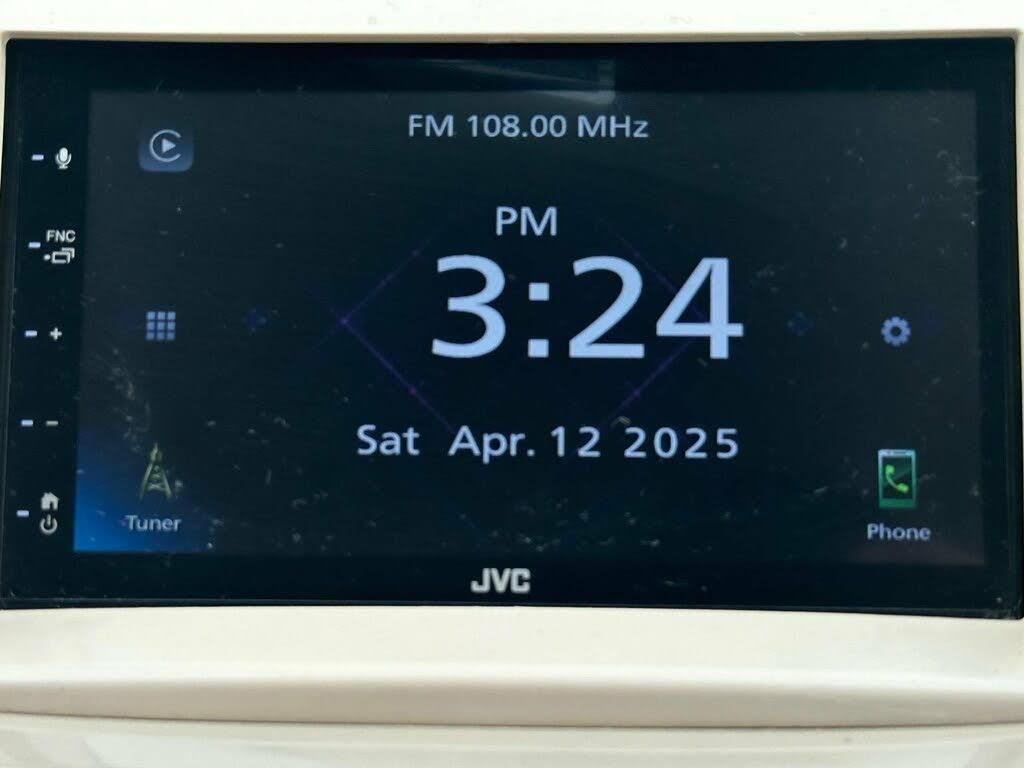 FM 108.00 MHz
PM
FNC
3:24
+
-
Sat Apr. 12 2025
Tuner
Phone
JVC